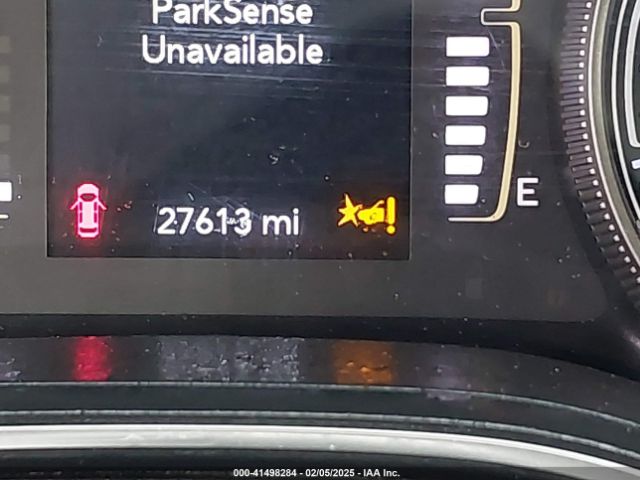 ParkSense
Unavailable
27613 mi
E
000-41498284 - 02/05/2025 - IAA Inc.